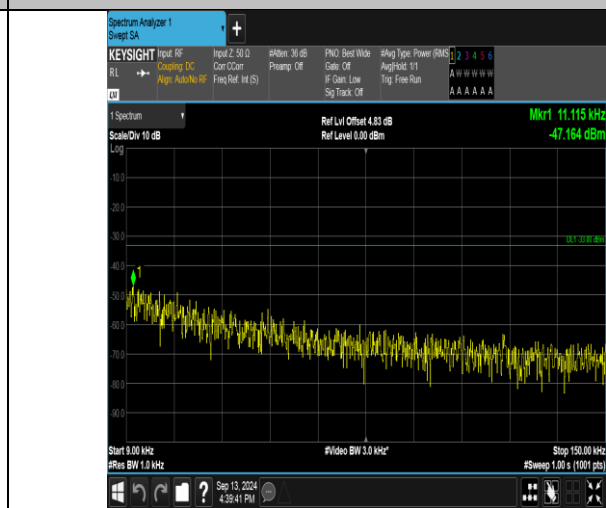 Spectrum Analyzer 1
Swept SA
+
KEYSIGHT Input: RF Input Z: 50 Ω #Atten: 36 dB PNO: Best Wide #Avg Type: Power (RMS 1 2 3 4 5 6
RL Coupling: DC Corr CCorr Preamp: Off Gate: Off Avg|Hold: 1/1 A W W W W W
Align: Auto/No RF Freq Ref: Int (S) IF Gain: Low Trig: Free Run
LXI Sig Track: Off A A A A A A
1 Spectrum Ref Lvl Offset 4.83 dB Mkr1 11.115 kHz
Scale/Div 10 dB Ref Level 0.00 dBm -47.164 dBm
Log
-10.0
-20.0
-30.0
DL1 -33.00 dBm
-40.0
1
-50.0
-60.0
-70.0
-80.0
-90.0
Start 9.00 kHz #Video BW 3.0 kHz* Stop 150.00 kHz
#Res BW 1.0 kHz #Sweep 1.00 s (1001 pts)
? Sep 13, 2024
4:39:41 PM